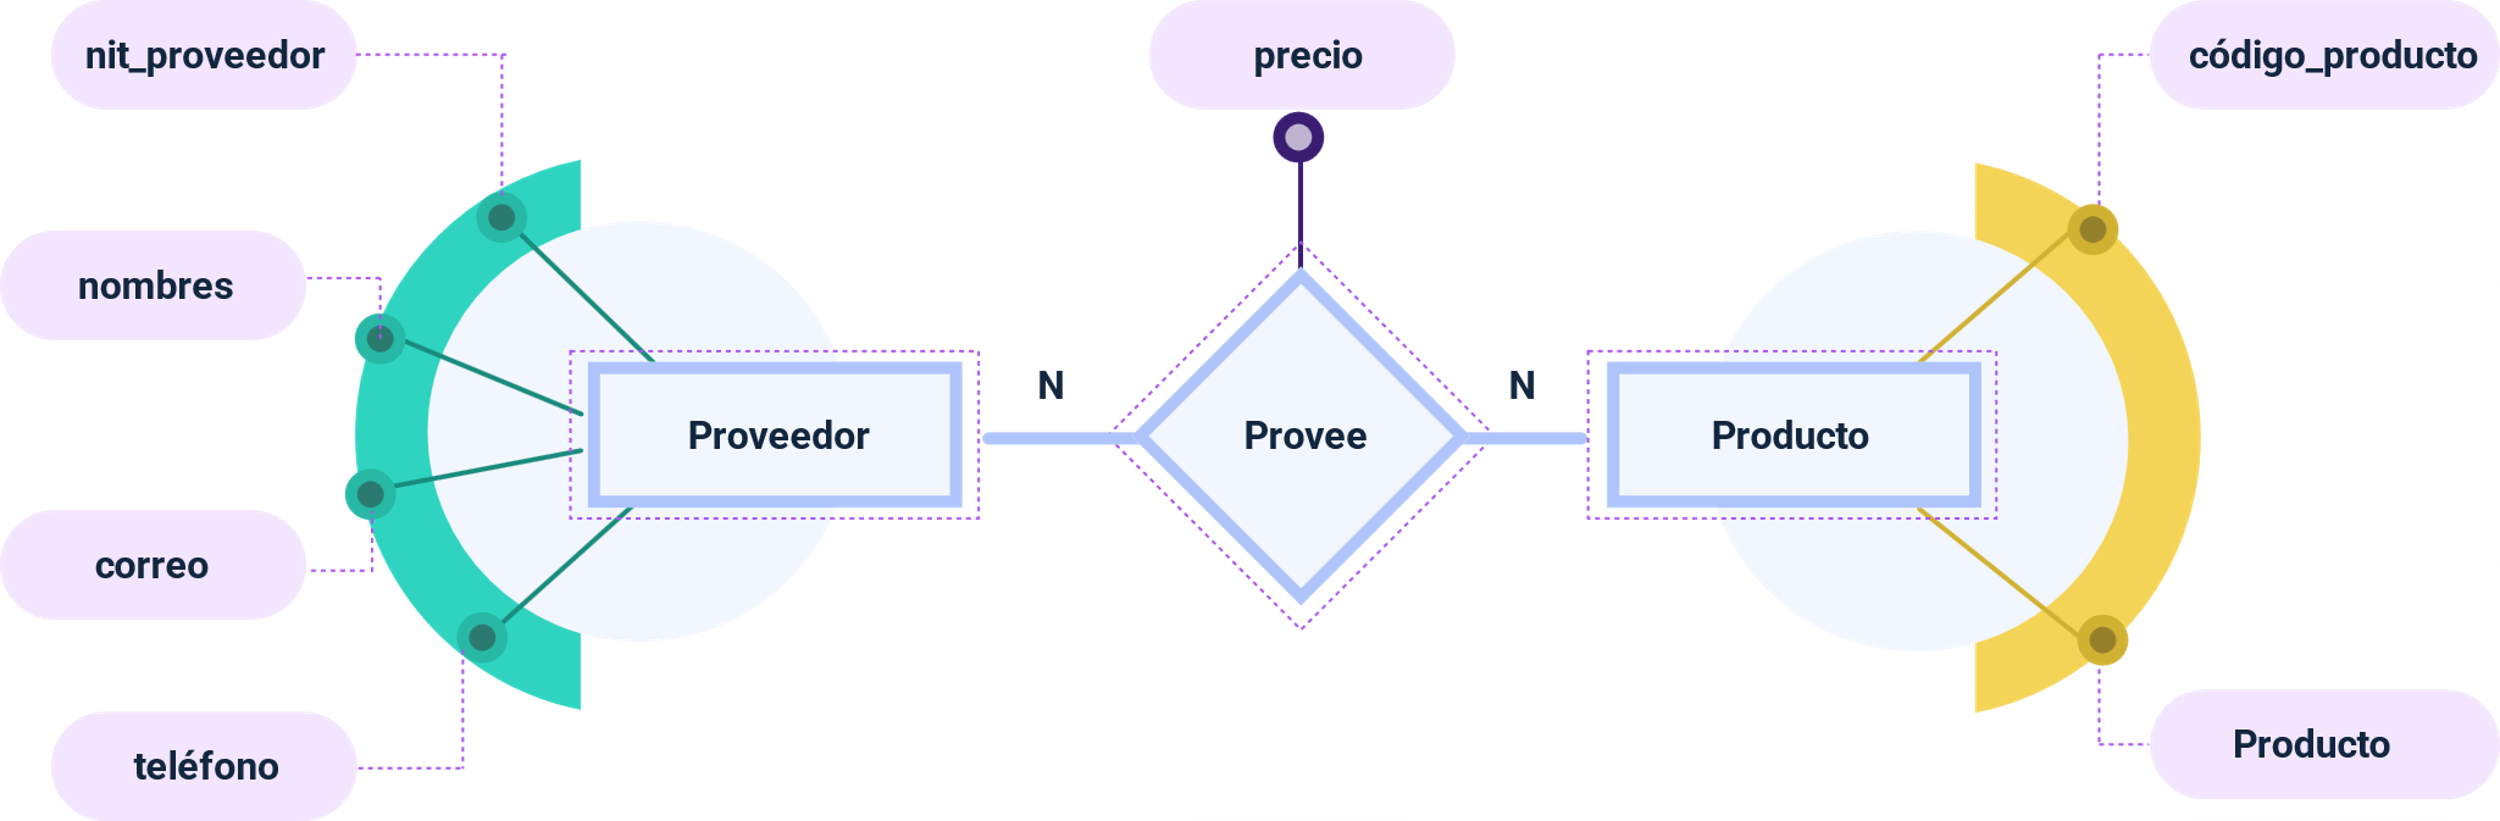 nit_proveedor
precio
código_producto
nombres
N
N
Proveedor
Provee
Producto
correo
teléfono
Producto